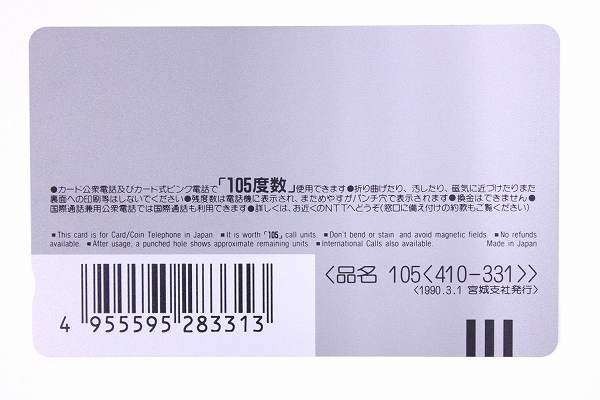 ●カード公衆電話及びカード式ピンク電話で「105度数」使用できます●折り曲げたり、汚したり、磁気に近づけたりまた
裏面への印刷等はしないでください●残度数は電話機に表示され、まためやすがパンチ穴で表示されます●換金はできません●
国際通話兼用公衆電話では国際通話も利用できます●詳しくは、お近くのNTTへどうぞ(窓口に備え付けの約款もご覧ください)
■This card is for Card/Coin Telephone in Japan ■It is worth「105」call units. ■Don't bend or stain and avoid magnetic fields. ■No refunds
available. ■After usage, a punched hole shows approximate remaining units. ■International Calls also available. Made in Japan
〈品名 105〈410-331〉〉
〈1990.3.1 宮城支社発行〉
4 955595 283313